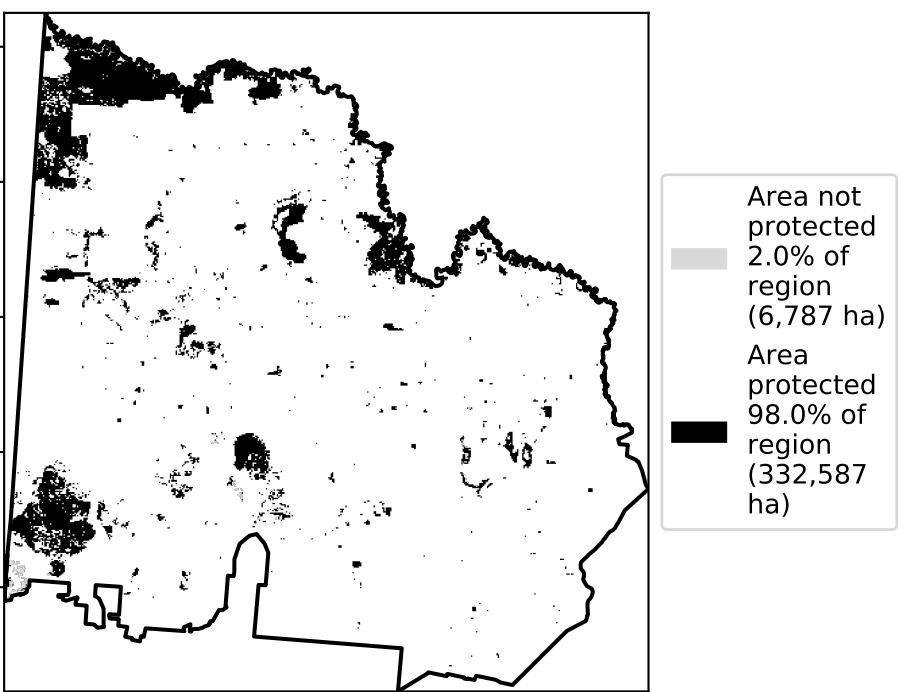 Area not
protected
2.0% of
region
(6,787 ha)
Area
protected
98.0% of
region
(332,587
ha)